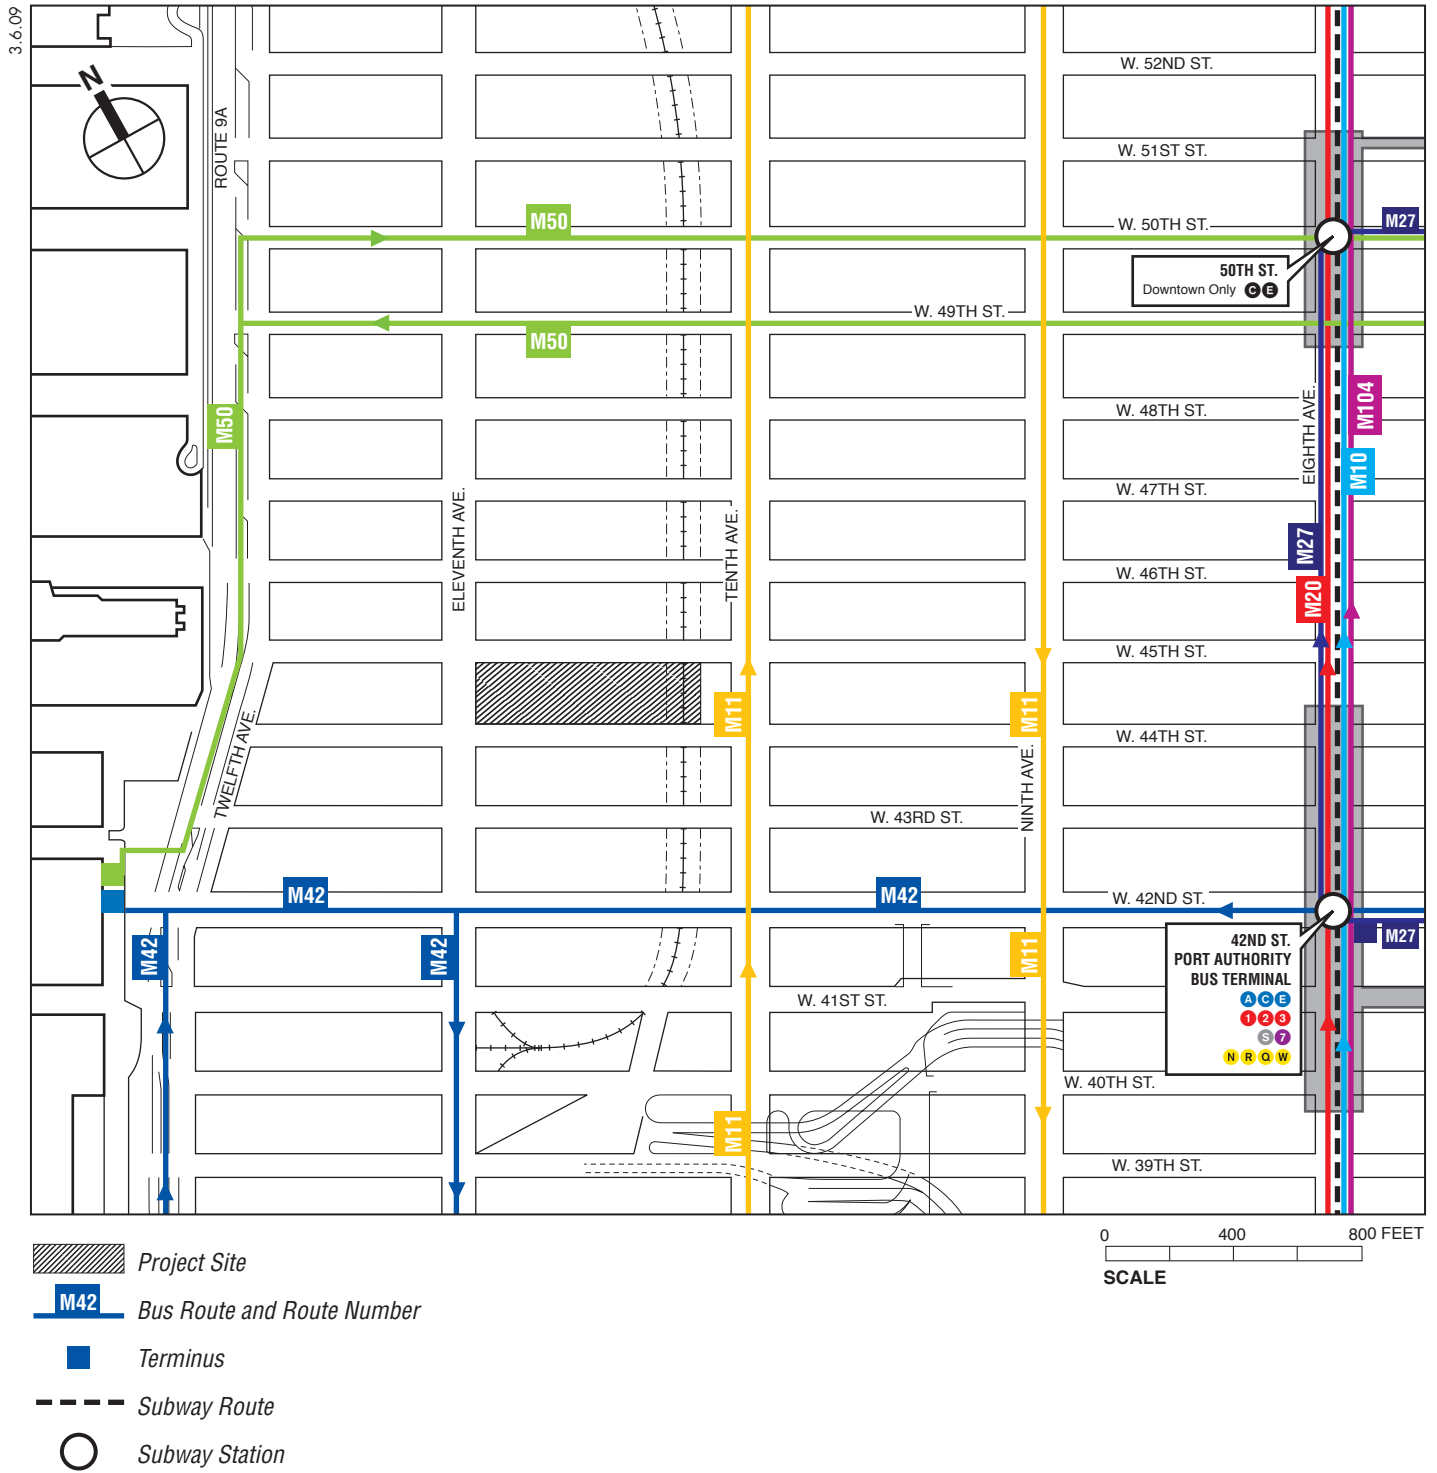 3.6.09
N
ROUTE 9A
W. 52ND ST.
W. 51ST ST.
M50
W. 50TH ST.
M27
50TH ST.
Downtown Only C E
W. 49TH ST.
M50
M50
EIGHTH AVE.
M104
W. 48TH ST.
M10
W. 47TH ST.
ELEVENTH AVE.
TENTH AVE.
M27
W. 46TH ST.
M20
W. 45TH ST.
M11
M11
TWELFTH AVE.
W. 44TH ST.
NINTH AVE.
W. 43RD ST.
M42
M42
W. 42ND ST.
M42
M42
M11
M27
42ND ST.
PORT AUTHORITY
BUS TERMINAL
A C E
1 2 3
S 7
N R Q W
W. 41ST ST.
W. 40TH ST.
M11
W. 39TH ST.
0 400 800 FEET
SCALE
Project Site
M42
Bus Route and Route Number
Terminus
Subway Route
Subway Station